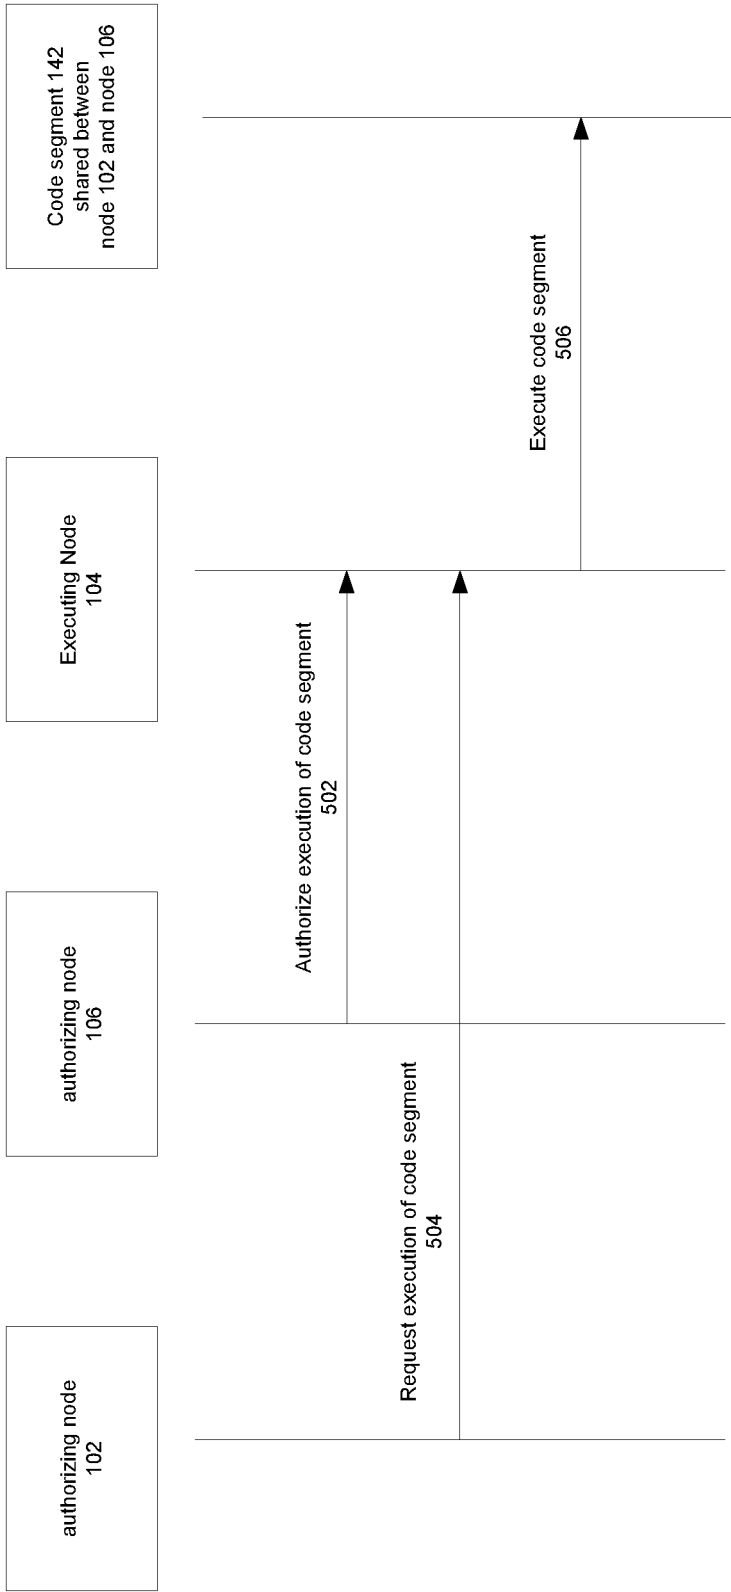 authorizing node
102
authorizing node
106
Executing Node
104
Code segment 142
shared between
node 102 and node 106
Authorize execution of code segment
502
Request execution of code segment
504
Execute code segment
506